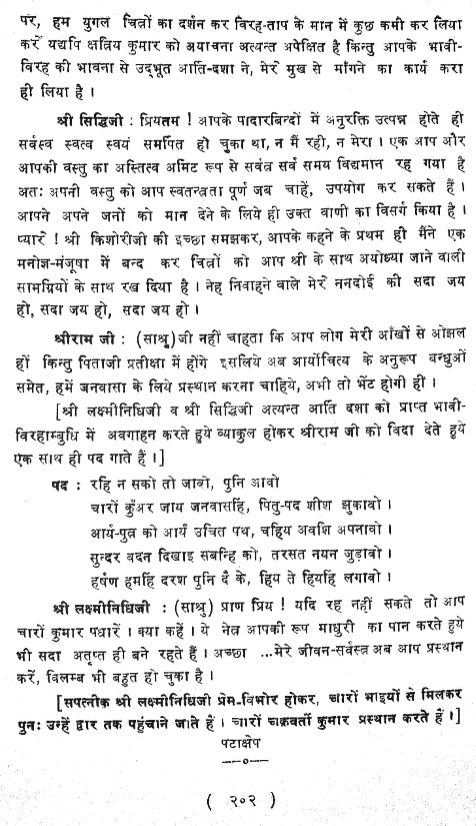 पर, हम युगल चित्रों का दर्शन कर विरह-ताप के मान में कुछ कमी कर लिया
करें यद्यपि क्षत्रिय कुमार को अयाचना अत्यन्त अपेक्षित है किन्तु आपके भावी-
विरह की भावना से उद्भूत आर्ति-दशा ने, मेरे मुख से माँगने का कार्य करा
ही लिया है ।
श्री सिद्धिजी : प्रियतम ! आपके पादारबिन्दों में अनुरक्ति उत्पन्न होते ही
सर्वस्व स्वत्व स्वयं समर्पित हो चुका था, न मैं रही, न मेरा । एक आप और
आपकी वस्तु का अस्तित्व अमिट रूप से सर्वत्र सर्व समय विद्यमान रह गया है
अतः अपनी वस्तु को आप स्वतन्त्रता पूर्ण जब चाहें, उपयोग कर सकते हैं ।
आपने अपने जनों को मान देने के लिये ही उक्त वाणी का विसर्ग किया है ।
प्यारे ! श्री किशोरीजी की इच्छा समझकर, आपके कहने के प्रथम ही मैंने एक
मनोज्ञ-मंजूषा में बन्द कर चित्रों को आप श्री के साथ अयोध्या जाने वाली
सामग्रियों के साथ रख दिया है । नेह निवाहने वाले मेरे ननदोई की सदा जय
हो, सदा जय हो, सदा जय हो ।
श्रीराम जी : (साश्रु) जी नहीं चाहता कि आप लोग मेरी आँखों से ओझल
हों किन्तु पिताजी प्रतीक्षा में होंगे इसलिये अब आर्योचित्य के अनुरूप बन्धुओं
समेत, हमें जनवासा के लिये प्रस्थान करना चाहिये, अभी तो भेंट होगी ही ।
[श्री लक्ष्मीनिधिजी व श्री सिद्धिजी अत्यन्त आर्ति दशा को प्राप्त भावी-
विरहाम्बुधि में अवगाहन करते हुये व्याकुल होकर श्रीराम जी को विदा देते हुये
एक साथ ही पद गाते हैं ।]
पद : रहि न सको तो जावो, पुनि आवो
चारों कुँअर जाय जनवासहिं, पितु-पद शीश झुकावो ।
आर्य-पुत्र को आर्य उचित पथ, चहिय अवशि अपनावो ।
सुन्दर बदन दिखाइ सबन्हि को, तरसत नयन जुड़ावो ।
हर्षण हमहिं दरश पुनि दै के, हिय ते हियहिं लगावो ।
श्री लक्ष्मीनिधिजी : (साश्रु) प्राण प्रिय ! यदि रह नहीं सकते तो आप
चारों कुमार पधारें । क्या कहें । ये नेत्र आपकी रूप माधुरी का पान करते हुये
भी सदा अतृप्त ही बने रहते हैं । अच्छा ...मेरे जीवन-सर्वस्व अब आप प्रस्थान
करें, विलम्ब भी बहुत हो चुका है ।
[सपत्नीक श्री लक्ष्मीनिधिजी प्रेम-विभोर होकर, चारों भाइयों से मिलकर
पुनः उन्हें द्वार तक पहुंचाने जाते हैं । चारों चक्रवर्ती कुमार प्रस्थान करते हैं ।]
पटाक्षेप
( २०२ )